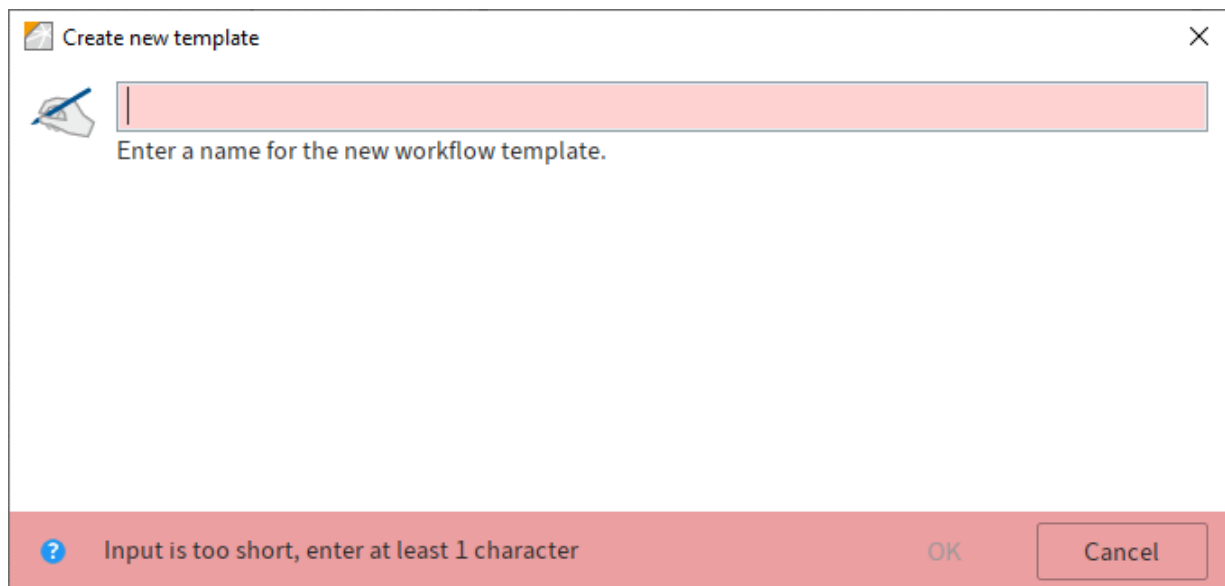 Create new template
Enter a name for the new workflow template.
Input is too short, enter at least 1 character
OK
Cancel